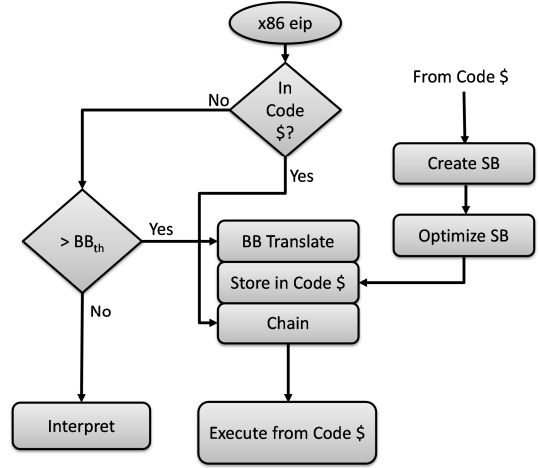 x86 eip
In
Code
$?
No
Yes
From Code $
Create SB
Optimize SB
> BBth
Yes
No
BB Translate
Store in Code $
Chain
Interpret
Execute from Code $